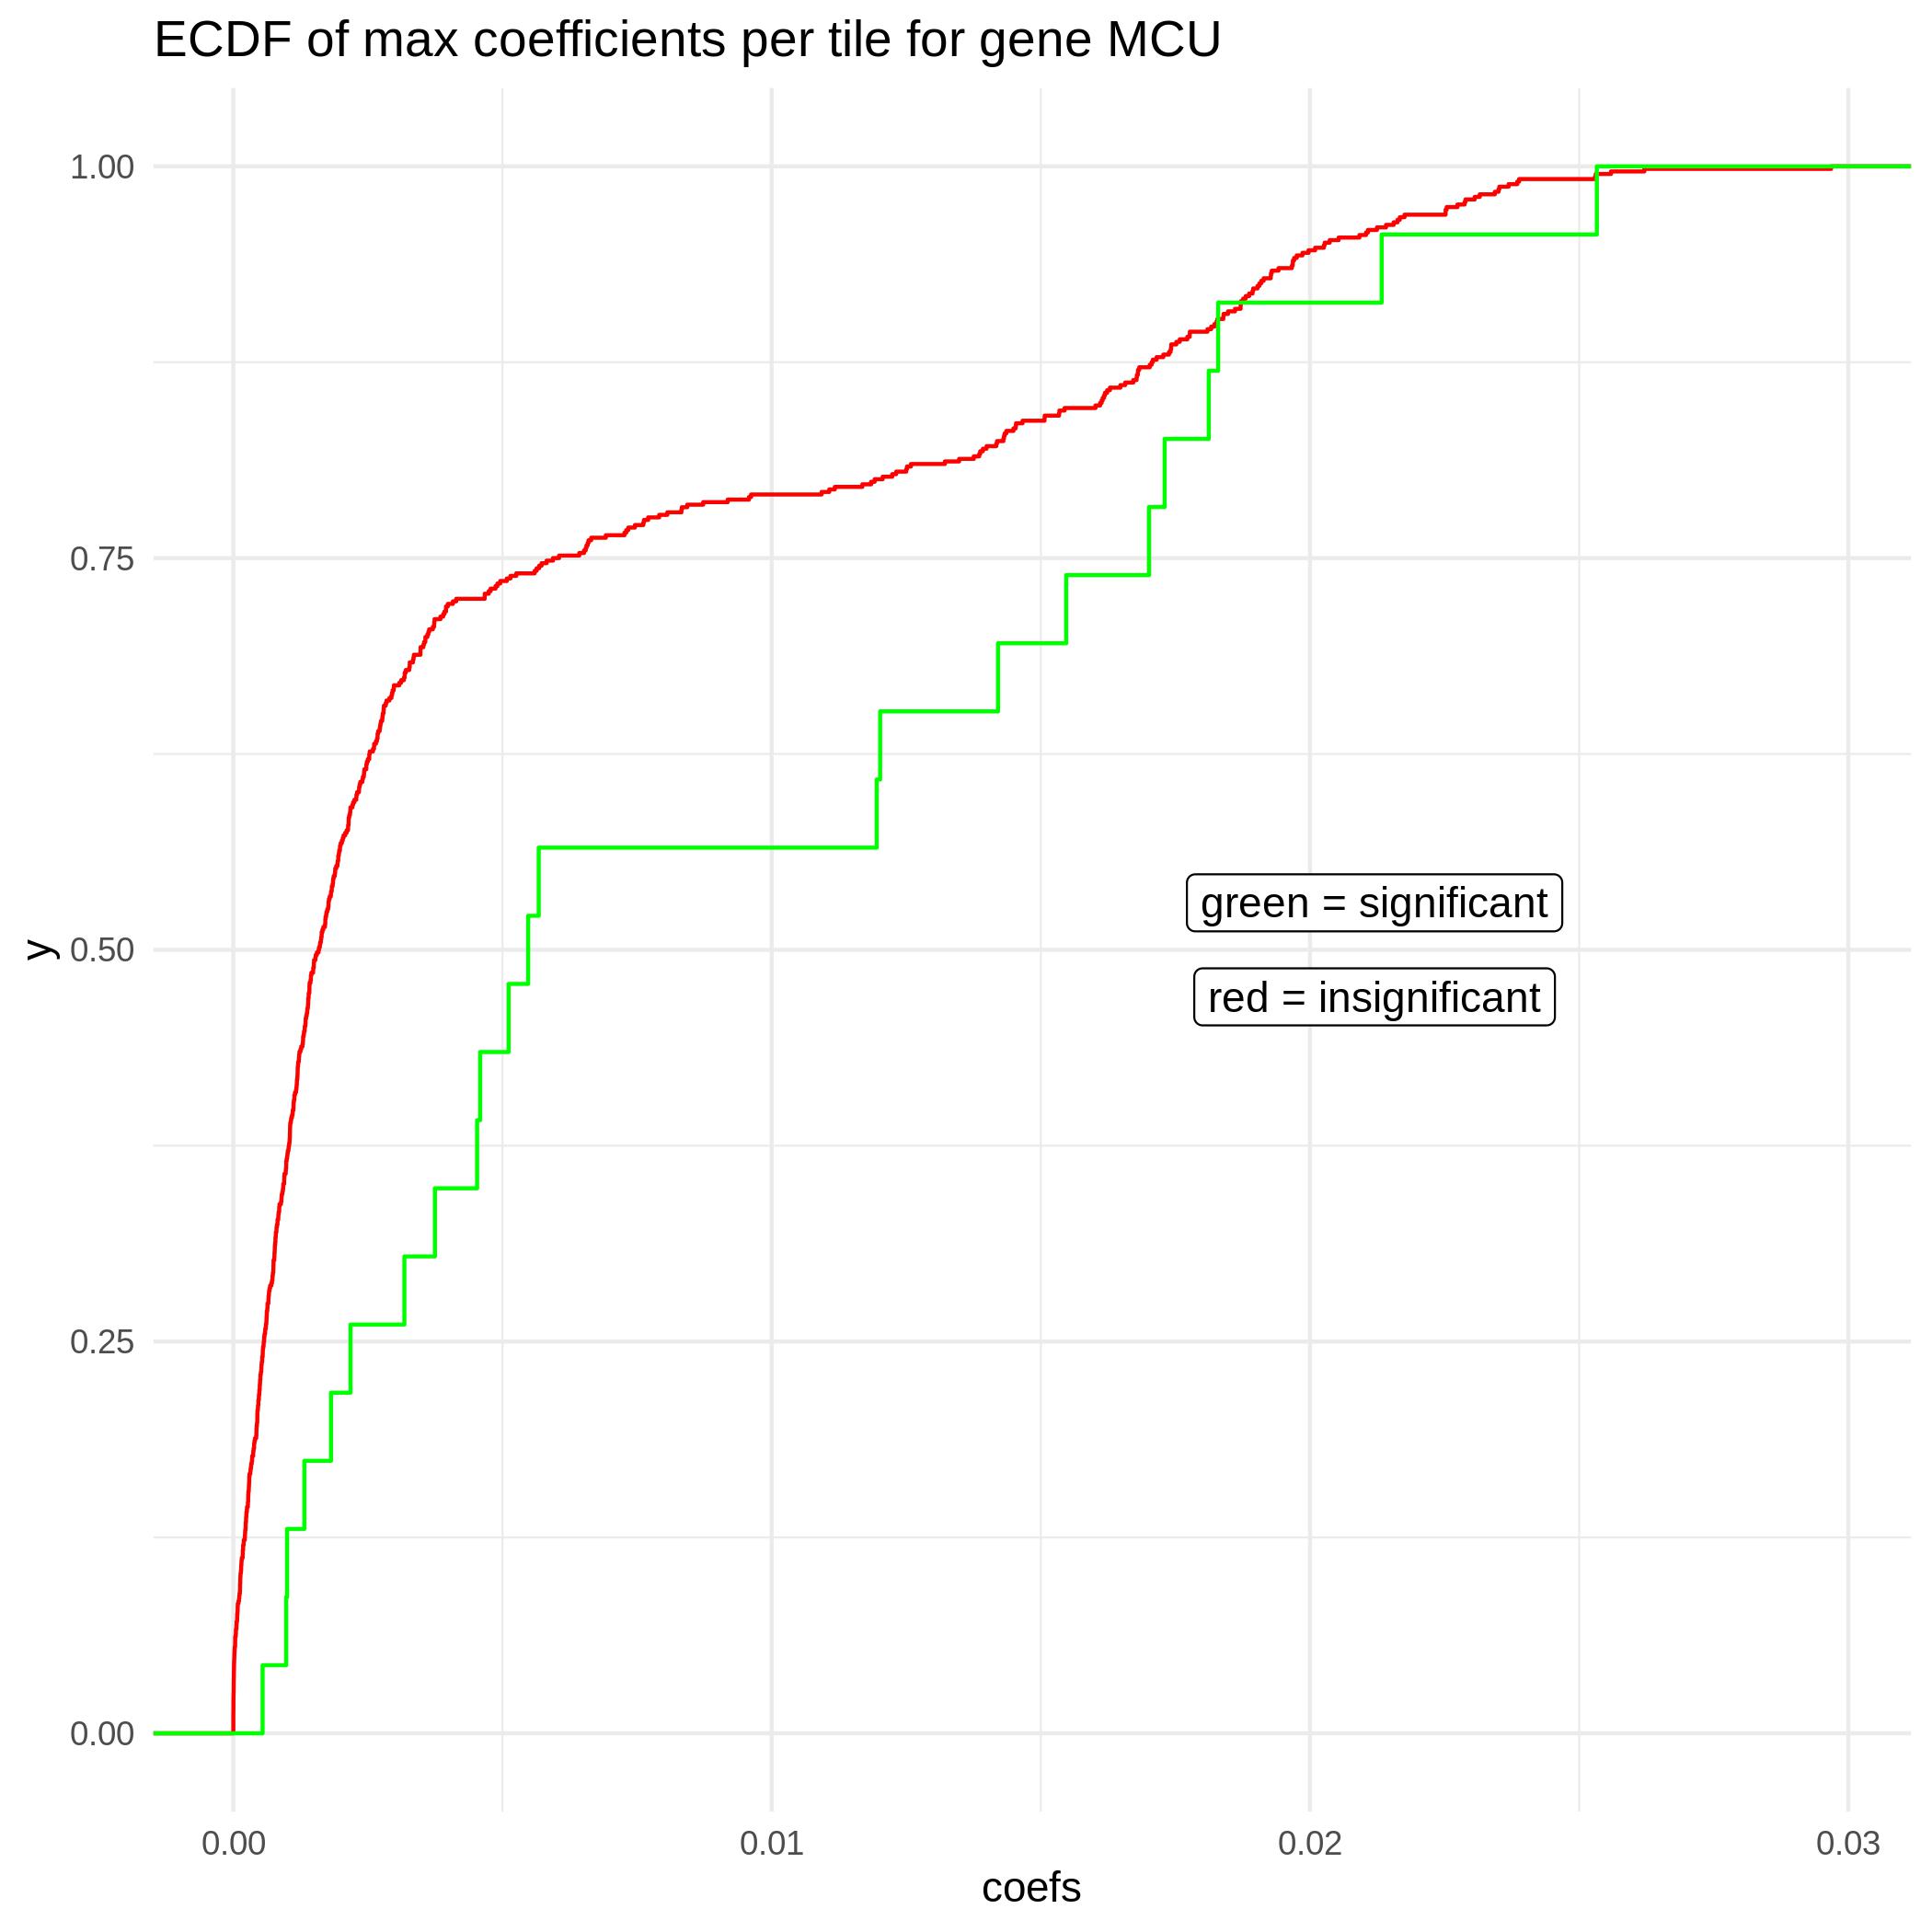 ECDF of max coefficients per tile for gene MCU
1.00
0.75
0.50
0.25
0.00
y
green = significant
red = insignificant
0.00 0.01 0.02 0.03
coefs